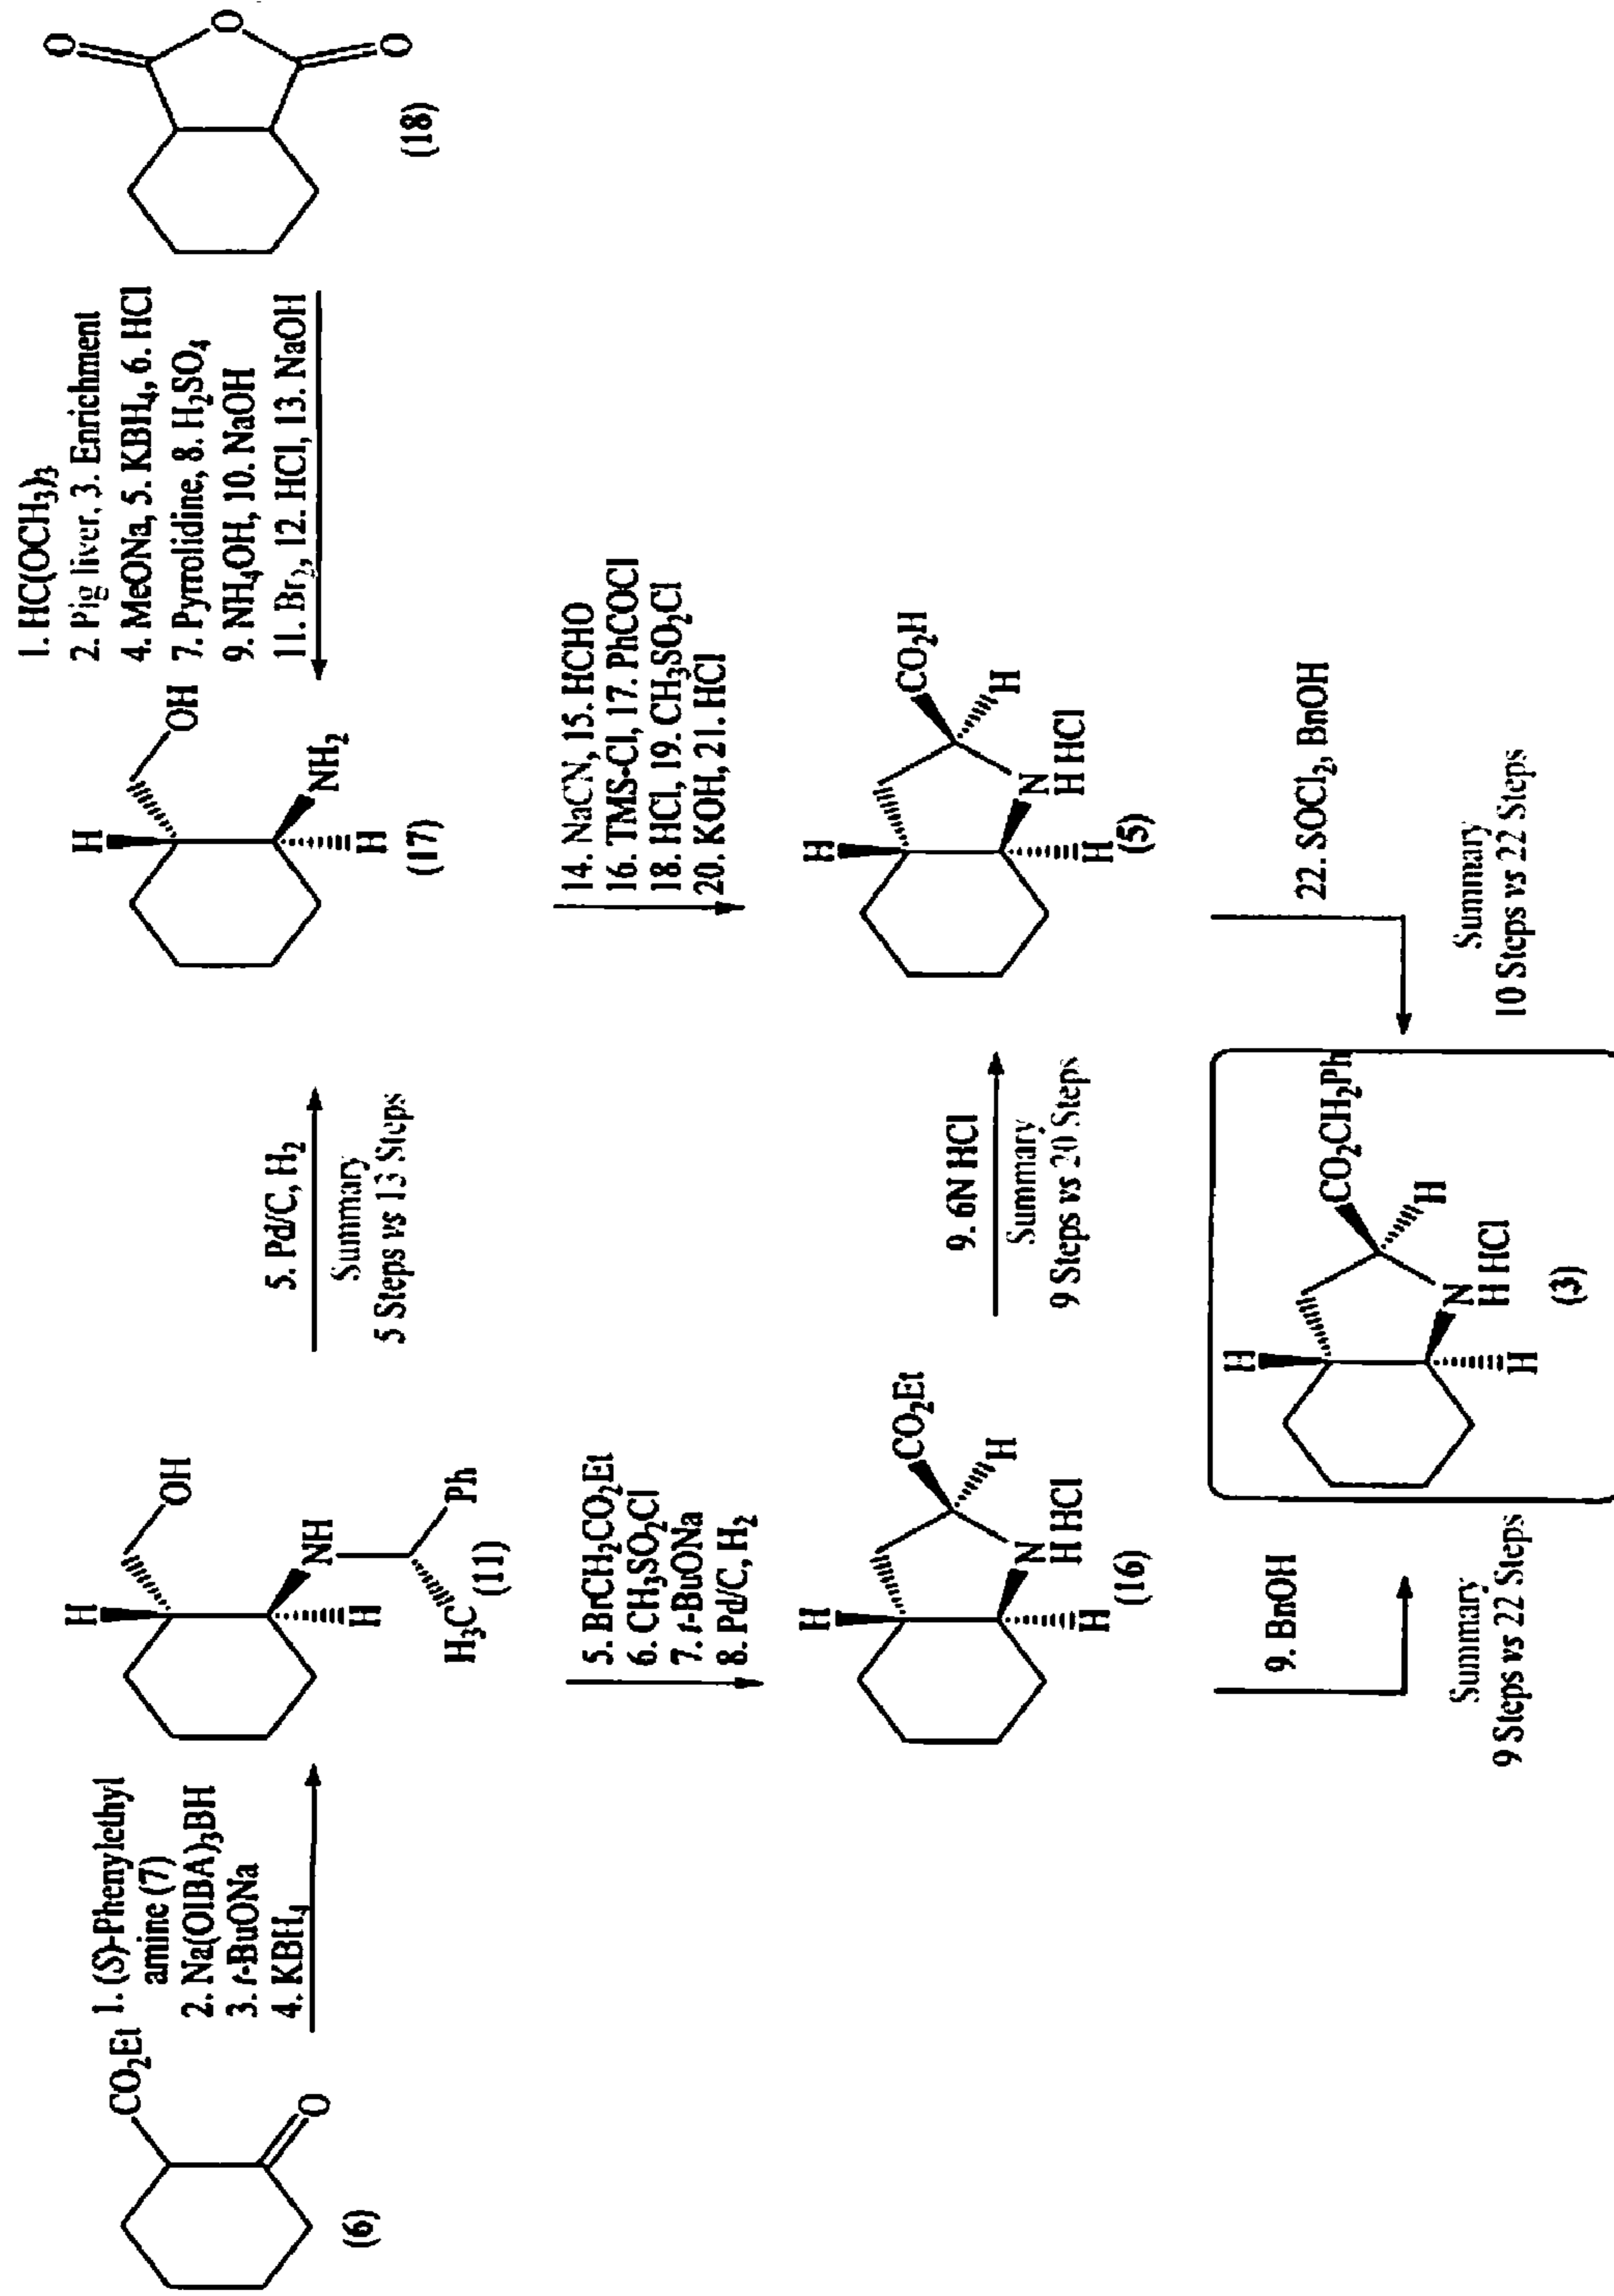 CO₂Et
O
(6)
1. (S)-Phenylethyl
amine (7)
2. Na(OIBA)₃BH
3. t-BuONa
4. KBH₄
H
OH
NH
H
H₃C
Ph
(11)
5. Pd/C, H₂
Summary
5 Steps vs 13 Steps
H
OH
NH₂
H
(17)
1. HC(OCH₃)₃
2. Pig liver, 3. Enrichment
4. MeONa, 5. KBH₄, 6. HCl
7. Pyrrolidine, 8. H₂SO₄
9. NH₄OH, 10. NaOH
11. Br₂, 12. HCl, 13. NaOH
O
O
O
(18)
5. BrCH₂CO₂Et
6. CH₃SO₂Cl
7. t-BuONa
8. Pd/C, H₂
14. NaCN, 15. HCHO
16. TMS-Cl, 17. PhCOCl
18. HCl, 19. CH₃SO₂Cl
20. KOH, 21. HCl
H
CO₂Et
H
N
H HCl
H
(16)
9. 6N HCl
Summary
9 Steps vs 20 Steps
H
CO₂H
H
N
H HCl
H
(5)
9. BnOH
Summary
9 Steps vs 22 Steps
H
CO₂CH₂Ph
H
N
H HCl
H
(3)
22. SOCl₂, BnOH
Summary
10 Steps vs 22 Steps